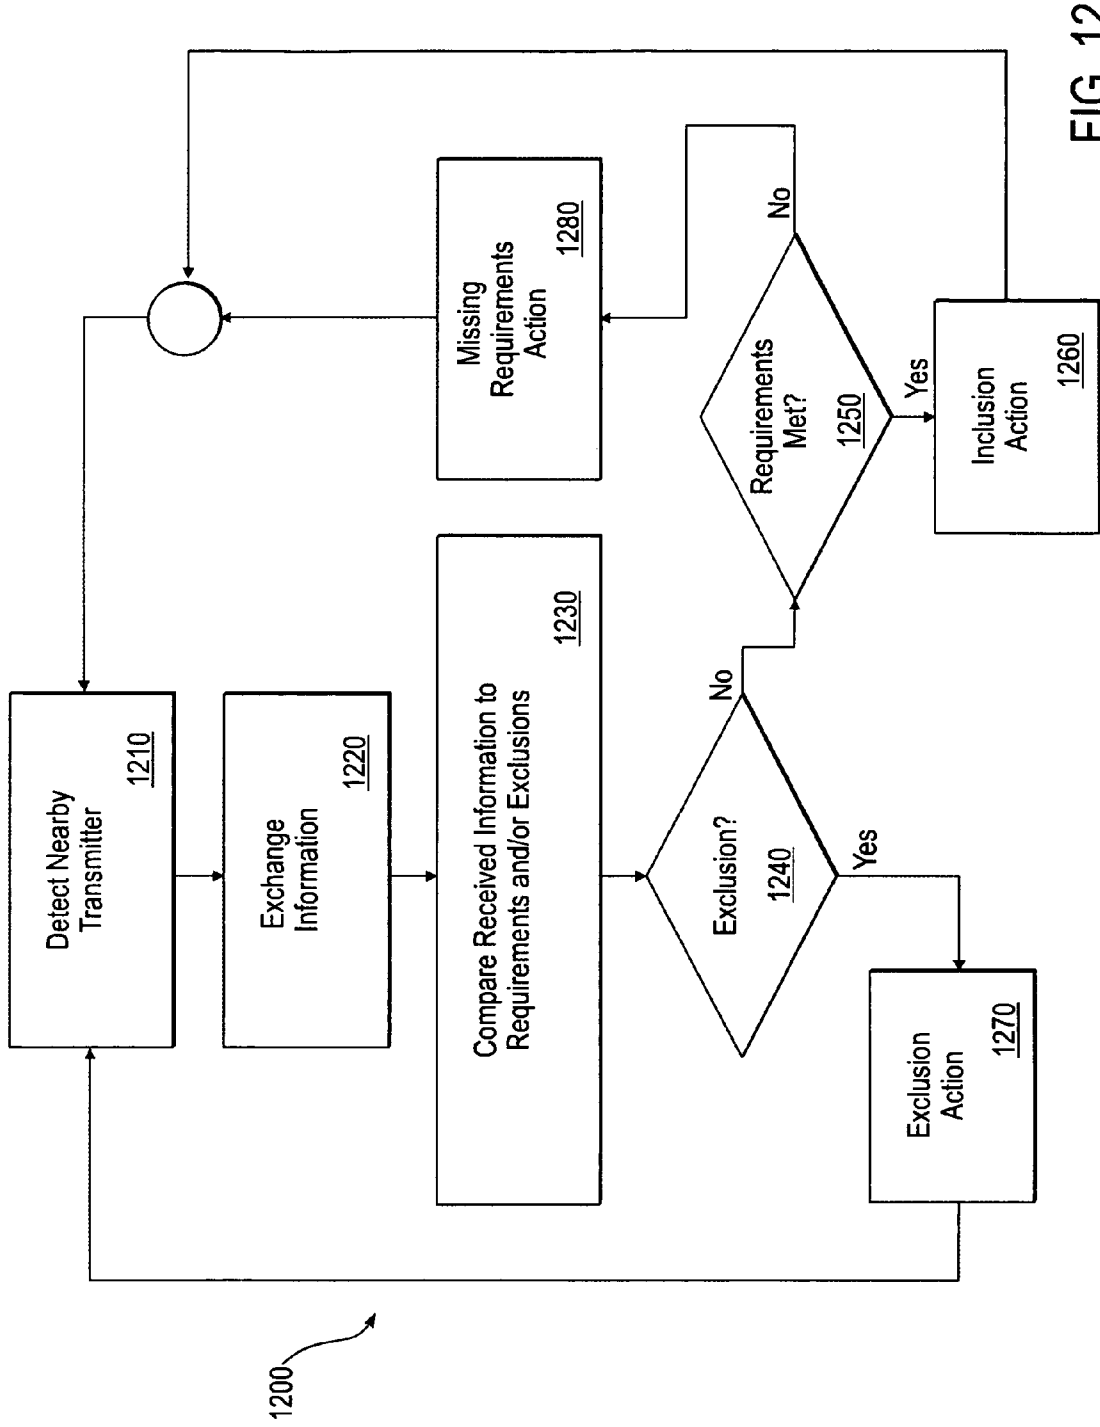 1200
Detect Nearby
Transmitter
1210
Exchange
Information
1220
Compare Received Information to
Requirements and/or Exclusions
1230
Exclusion?
1240
No
Yes
Exclusion
Action
1270
Requirements
Met?
1250
No
Yes
Missing
Requirements
Action
1280
Inclusion
Action
1260
FIG. 12